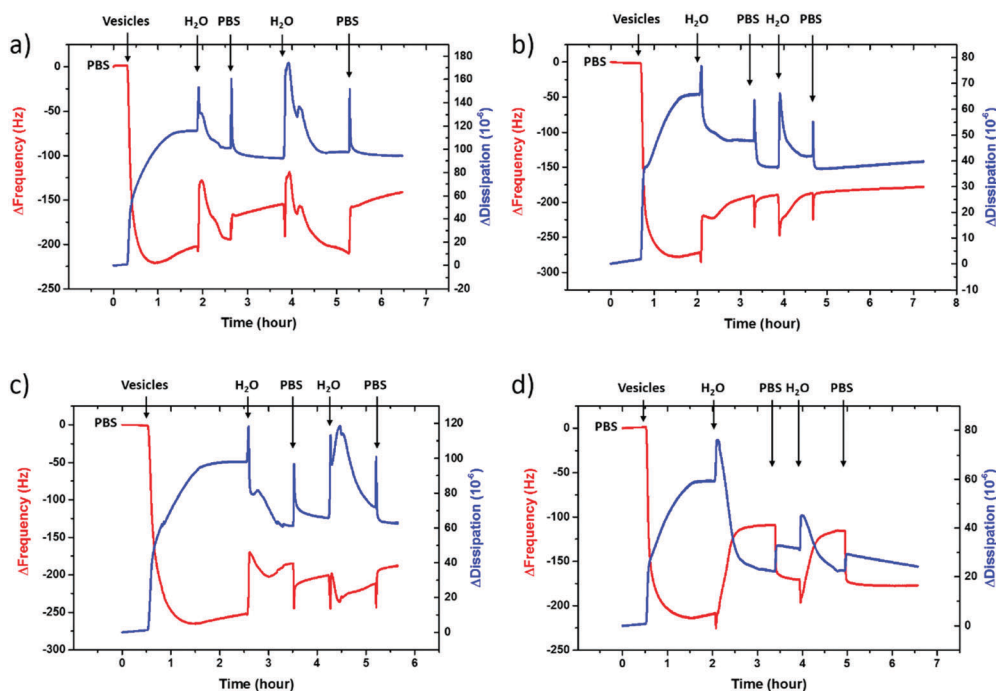 a)
Vesicles H₂O PBS H₂O PBS
PBS
0
-50
-100
-150
-200
-250
ΔFrequency (Hz)
180
160
140
120
100
80
60
40
20
0
-20
ΔDissipation (10⁻⁶)
0 1 2 3 4 5 6 7
Time (hour)
b)
Vesicles H₂O PBS H₂O PBS
PBS
0
-50
-100
-150
-200
-250
-300
ΔFrequency (Hz)
80
70
60
50
40
30
20
10
0
-10
ΔDissipation (10⁻⁶)
0 1 2 3 4 5 6 7 8
Time (hour)
c)
Vesicles H₂O PBS H₂O PBS
PBS
0
-50
-100
-150
-200
-250
-300
ΔFrequency (Hz)
120
100
80
60
40
20
0
ΔDissipation (10⁻⁶)
0 1 2 3 4 5 6
Time (hour)
d)
Vesicles H₂O PBS H₂O PBS
PBS
0
-50
-100
-150
-200
-250
ΔFrequency (Hz)
80
60
40
20
0
ΔDissipation (10⁻⁶)
0 1 2 3 4 5 6 7
Time (hour)